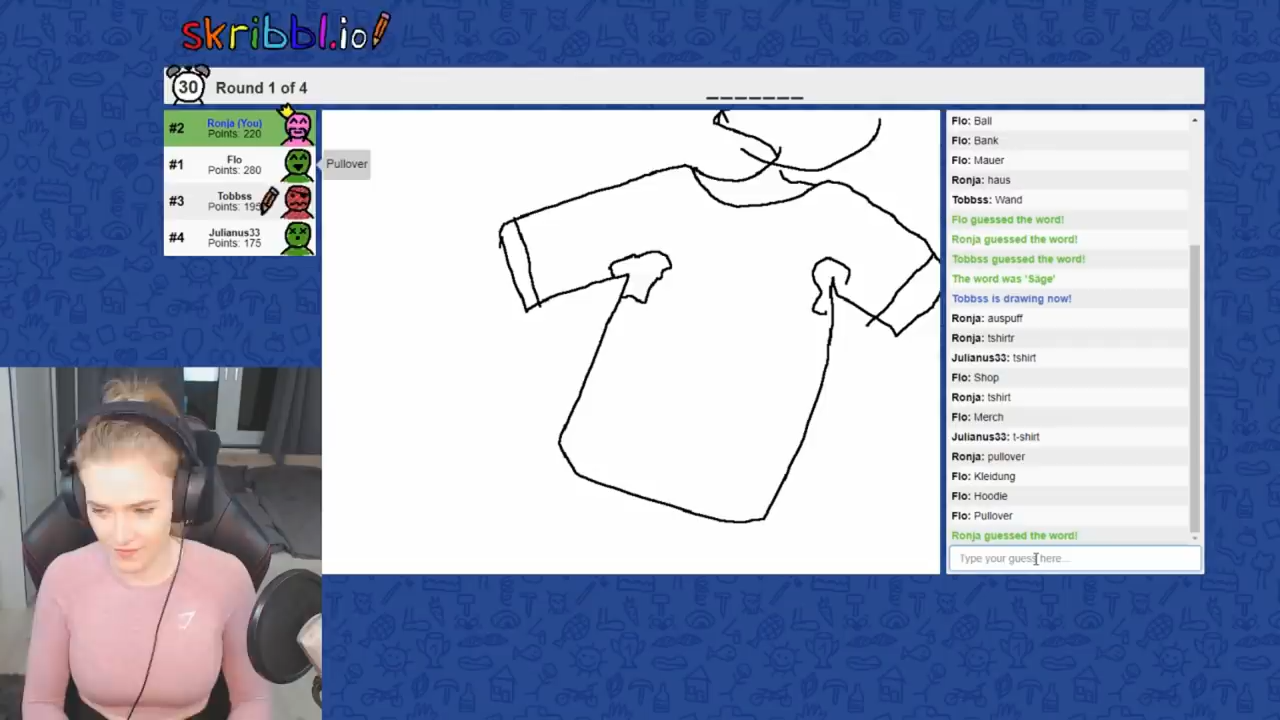 skribbl.io
30
Round 1 of 4
_______
#2
Ronja (You)
Points: 220
#1
Flo
Points: 280
#3
Tobbss
Points: 195
#4
Julianus33
Points: 175
Pullover
Flo: Ball
Flo: Bank
Flo: Mauer
Ronja: haus
Tobbss: Wand
Flo guessed the word!
Ronja guessed the word!
Tobbss guessed the word!
The word was 'Säge'
Tobbss is drawing now!
Ronja: auspuff
Ronja: tshirtr
Julianus33: tshirt
Flo: Shop
Ronja: tshirt
Flo: Merch
Julianus33: t-shirt
Ronja: pullover
Flo: Kleidung
Flo: Hoodie
Flo: Pullover
Ronja guessed the word!
Type your guess here...